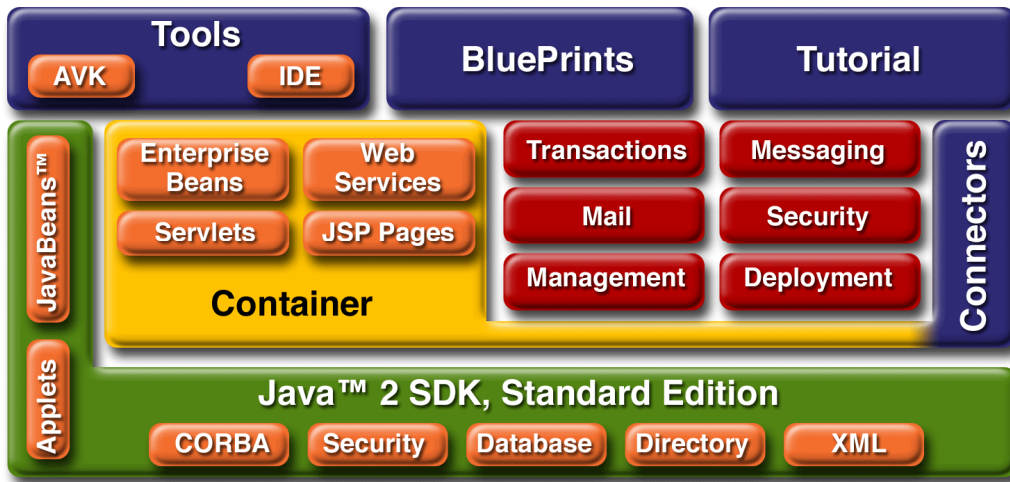 Tools
AVK
IDE
BluePrints
Tutorial
JavaBeans™
Applets
Enterprise
Beans
Web
Services
Servlets
JSP Pages
Container
Transactions
Messaging
Mail
Security
Management
Deployment
Connectors
Java™ 2 SDK, Standard Edition
CORBA
Security
Database
Directory
XML